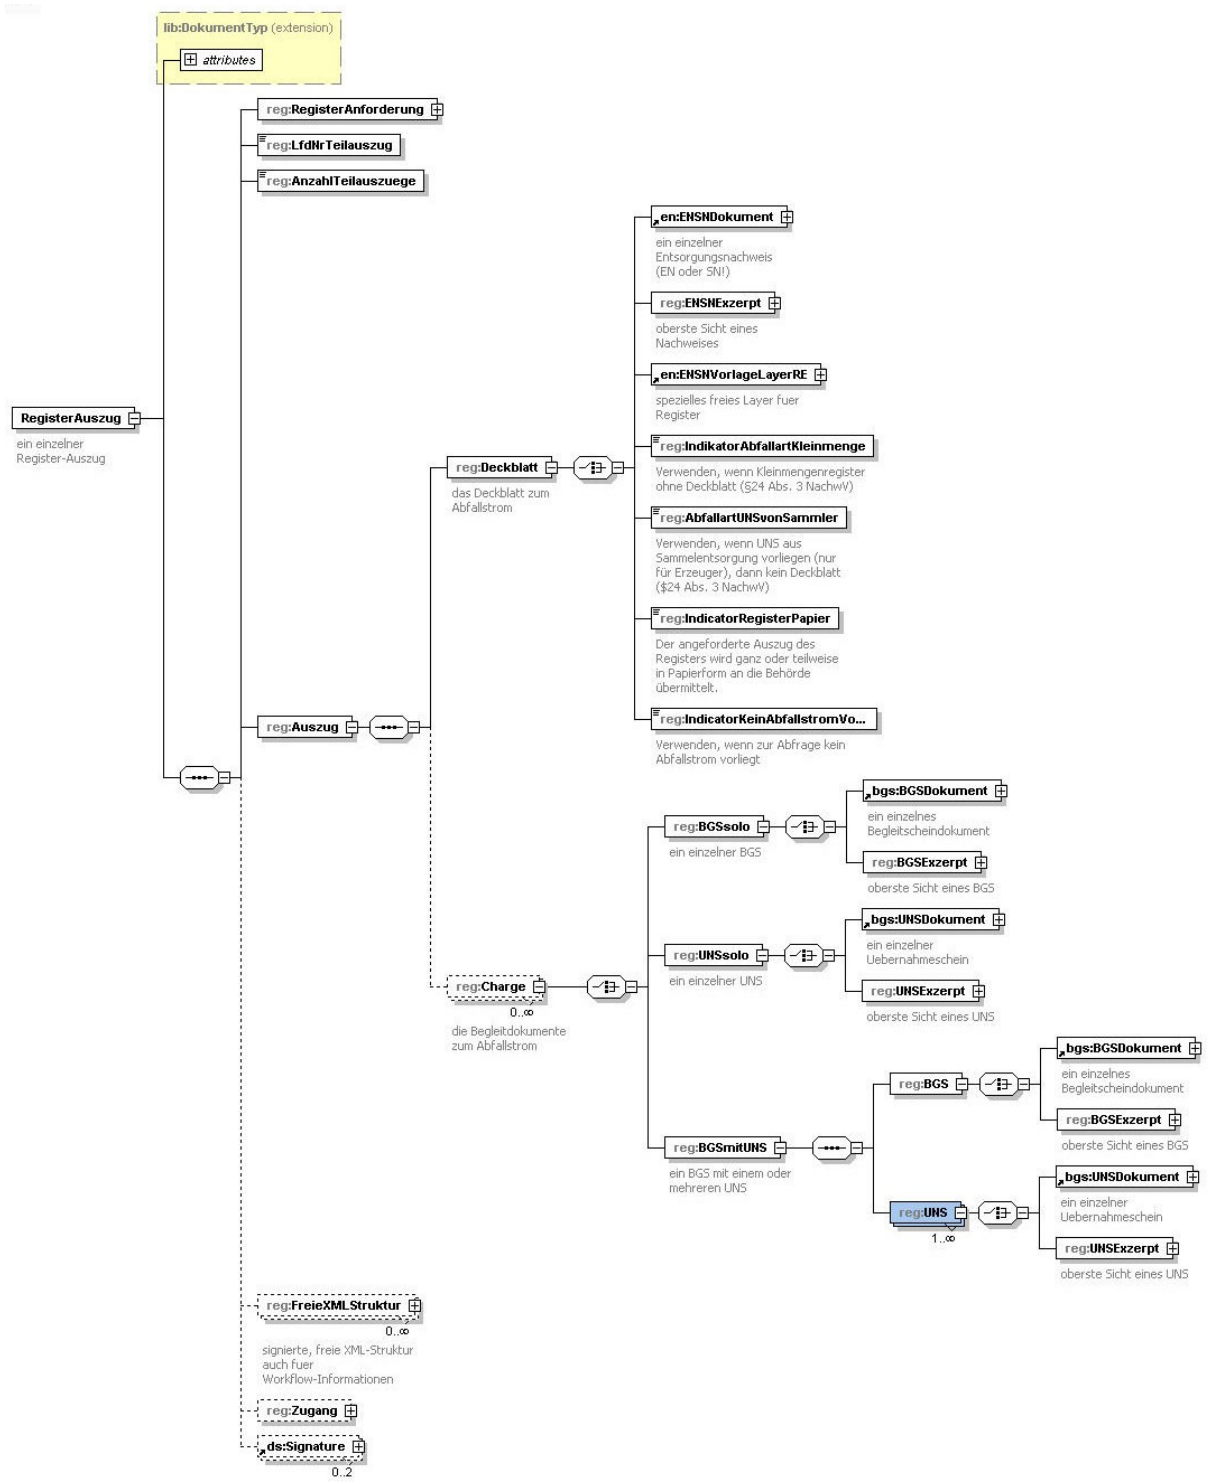 lib:DokumentTyp (extension)
attributes
reg:RegisterAnforderung
reg:LfdNrTeilauszug
reg:AnzahlTeilauszuege
en:ENSNDokument
ein einzelner
Entsorgungsnachweis
(EN oder SN!)
reg:ENSNExzerpt
oberste Sicht eines
Nachweises
en:ENSNVorlageLayerRE
spezielles freies Layer fuer
Register
RegisterAuszug
ein einzelner
Register-Auszug
reg:IndikatorAbfallartKleinmenge
Verwenden, wenn Kleinmengenregister
ohne Deckblatt (§24 Abs. 3 NachwV)
reg:Deckblatt
das Deckblatt zum
Abfallstrom
reg:AbfallartUNSvonSammler
Verwenden, wenn UNS aus
Sammelentsorgung vorliegen (nur
für Erzeuger), dann kein Deckblatt
($24 Abs. 3 NachwV)
reg:IndicatorRegisterPapier
Der angeforderte Auszug des
Registers wird ganz oder teilweise
in Papierform an die Behörde
übermittelt.
reg:Auszug
reg:IndicatorKeinAbfallstromVo...
Verwenden, wenn zur Abfrage kein
Abfallstrom vorliegt
bgs:BGSDokument
ein einzelnes
Begleitscheindokument
reg:BGSsolo
ein einzelner BGS
reg:BGSExzerpt
oberste Sicht eines BGS
bgs:UNSDokument
ein einzelner
Uebernahmeschein
reg:UNSsolo
ein einzelner UNS
reg:UNSExzerpt
oberste Sicht eines UNS
reg:Charge
0..∞
die Begleitdokumente
zum Abfallstrom
bgs:BGSDokument
ein einzelnes
Begleitscheindokument
reg:BGS
reg:BGSExzerpt
oberste Sicht eines BGS
reg:BGSmitUNS
ein BGS mit einem oder
mehreren UNS
bgs:UNSDokument
ein einzelner
Uebernahmeschein
reg:UNS
1..∞
reg:UNSExzerpt
oberste Sicht eines UNS
reg:FreieXMLStruktur
0..∞
signierte, freie XML-Struktur
auch fuer
Workflow-Informationen
reg:Zugang
ds:Signature
0..2